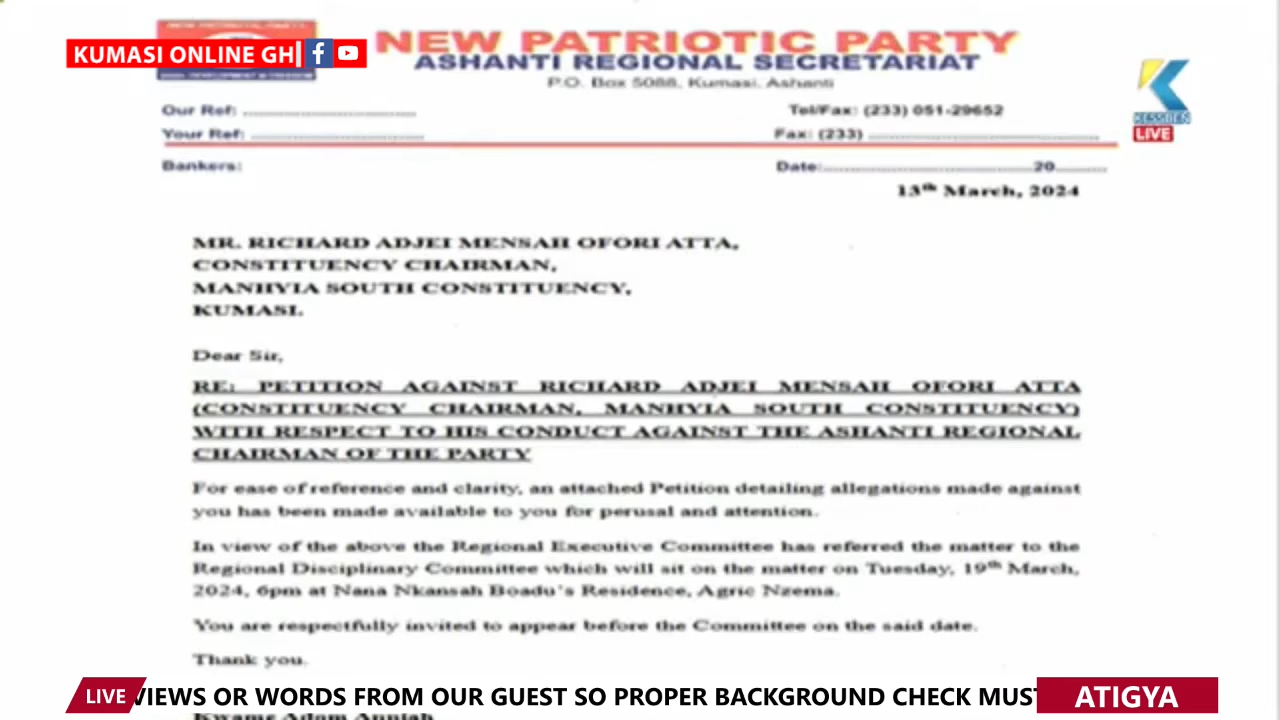 NEW PATRIOTIC PARTY
KUMASI ONLINE GH
NEW PATRIOTIC PARTY
ASHANTI REGIONAL SECRETARIAT
P.O. Box 5088, Kumasi, Ashanti
KESSBEN
LIVE
Our Ref: ................................
Tel/Fax: (233) 051-29652
Your Ref: ................................
Fax: (233) ................................
Bankers:
Date:................................20..........
13th March, 2024
MR. RICHARD ADJEI MENSAH OFORI ATTA,
CONSTITUENCY CHAIRMAN,
MANHYIA SOUTH CONSTITUENCY,
KUMASI.
Dear Sir,
RE: PETITION AGAINST RICHARD ADJEI MENSAH OFORI ATTA
(CONSTITUENCY CHAIRMAN, MANHYIA SOUTH CONSTITUENCY)
WITH RESPECT TO HIS CONDUCT AGAINST THE ASHANTI REGIONAL
CHAIRMAN OF THE PARTY
For ease of reference and clarity, an attached Petition detailing allegations made against
you has been made available to you for perusal and attention.
In view of the above the Regional Executive Committee has referred the matter to the
Regional Disciplinary Committee which will sit on the matter on Tuesday, 19th March,
2024, 6pm at Nana Nkansah Boadu's Residence, Agric Nzema.
You are respectfully invited to appear before the Committee on the said date.
Thank you.
LIVE
VIEWS OR WORDS FROM OUR GUEST SO PROPER BACKGROUND CHECK MUST
ATIGYA